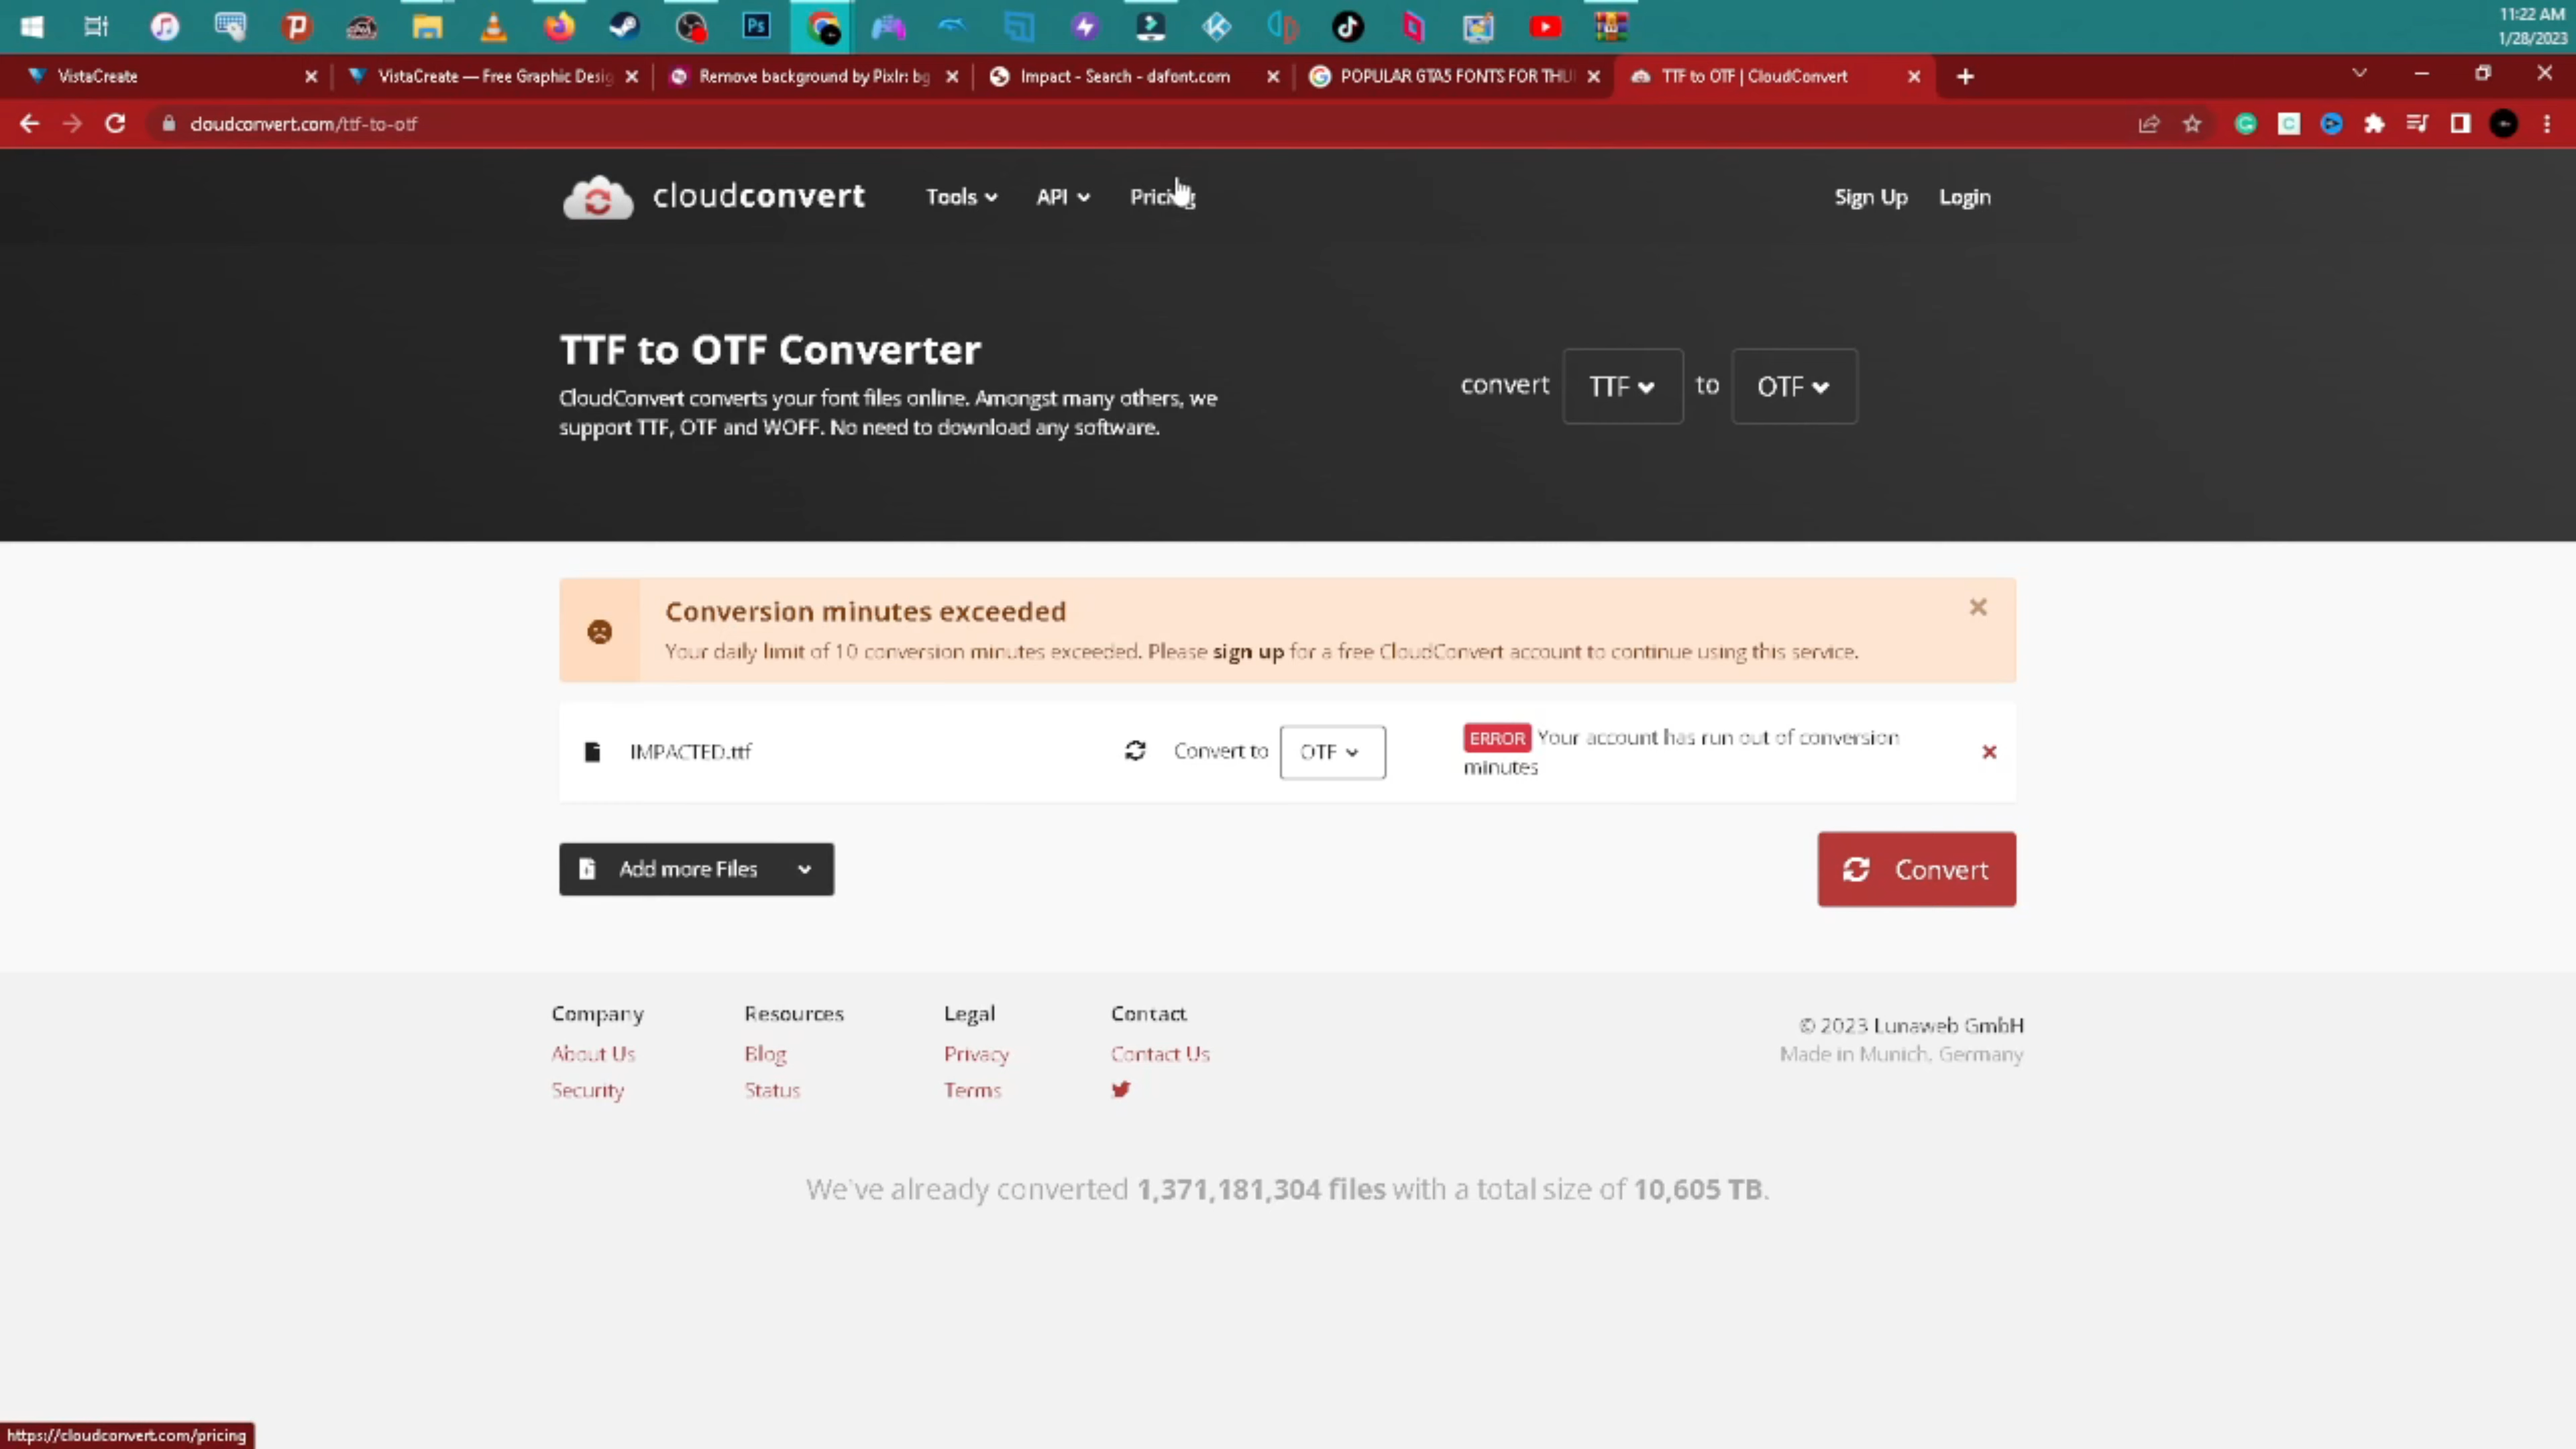 11:22 AM
1/28/2023
Ps
VistaCreate
VistaCreate — Free Graphic Desig
Remove background by Pixlr: bg
Impact - Search - dafont.com
POPULAR GTA5 FONTS FOR THU
TTF to OTF | CloudConvert
cloudconvert.com/ttf-to-otf
cloudconvert
Tools
API
Pricing
Sign Up
Login
TTF to OTF Converter
CloudConvert converts your font files online. Amongst many others, we
support TTF, OTF and WOFF. No need to download any software.
convert TTF to OTF
Conversion minutes exceeded
Your daily limit of 10 conversion minutes exceeded. Please sign up for a free CloudConvert account to continue using this service.
IMPACTED.ttf
Convert to OTF
ERROR Your account has run out of conversion
minutes
Add more Files
Convert
Company
About Us
Security
Resources
Blog
Status
Legal
Privacy
Terms
Contact
Contact Us
© 2023 Lunaweb GmbH
Made in Munich, Germany
We've already converted 1,371,181,304 files with a total size of 10,605 TB.
https://cloudconvert.com/pricing